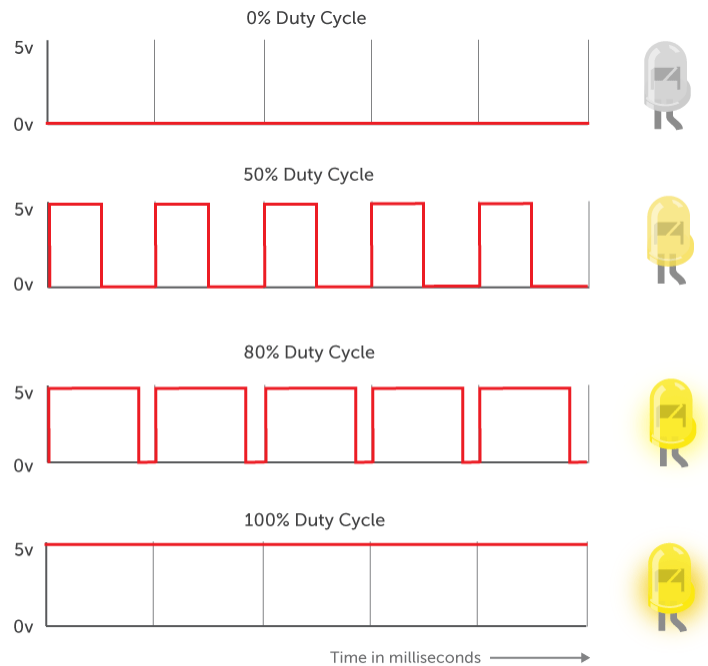 0% Duty Cycle
5v
0v
50% Duty Cycle
5v
0v
80% Duty Cycle
5v
0v
100% Duty Cycle
5v
0v
Time in milliseconds